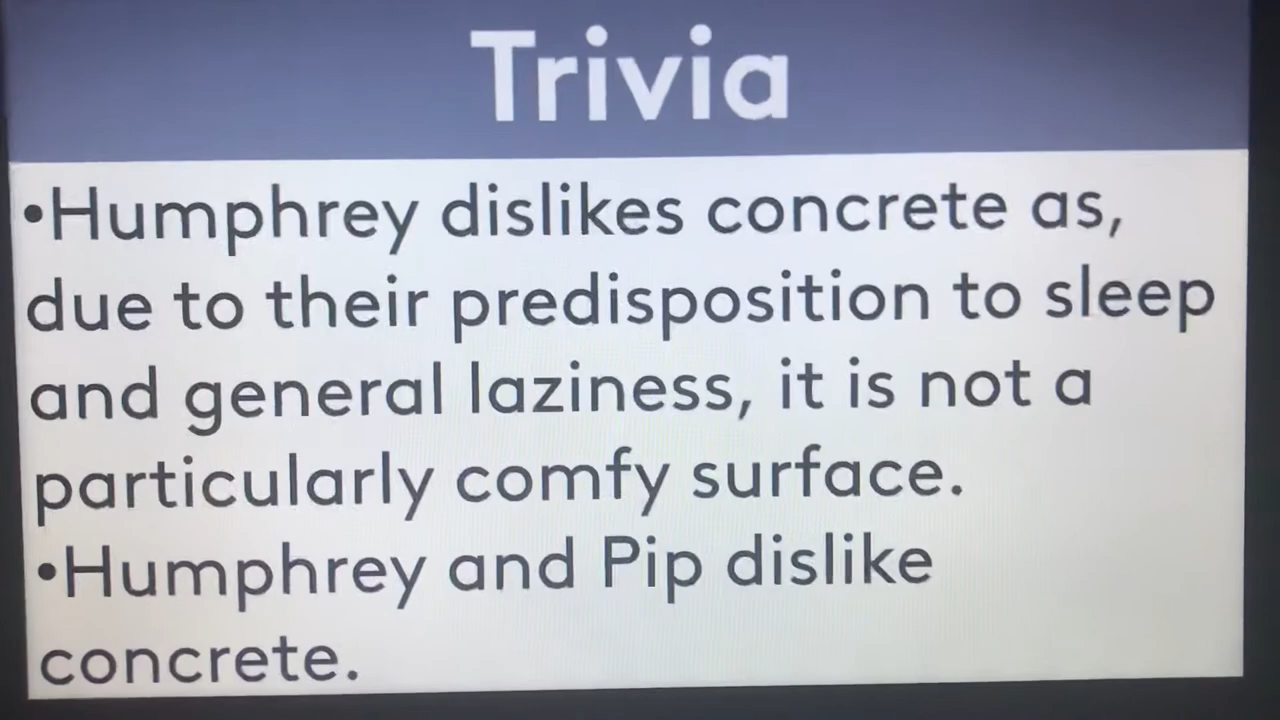 Trivia
•Humphrey dislikes concrete as,
due to their predisposition to sleep
and general laziness, it is not a
particularly comfy surface.
•Humphrey and Pip dislike
concrete.